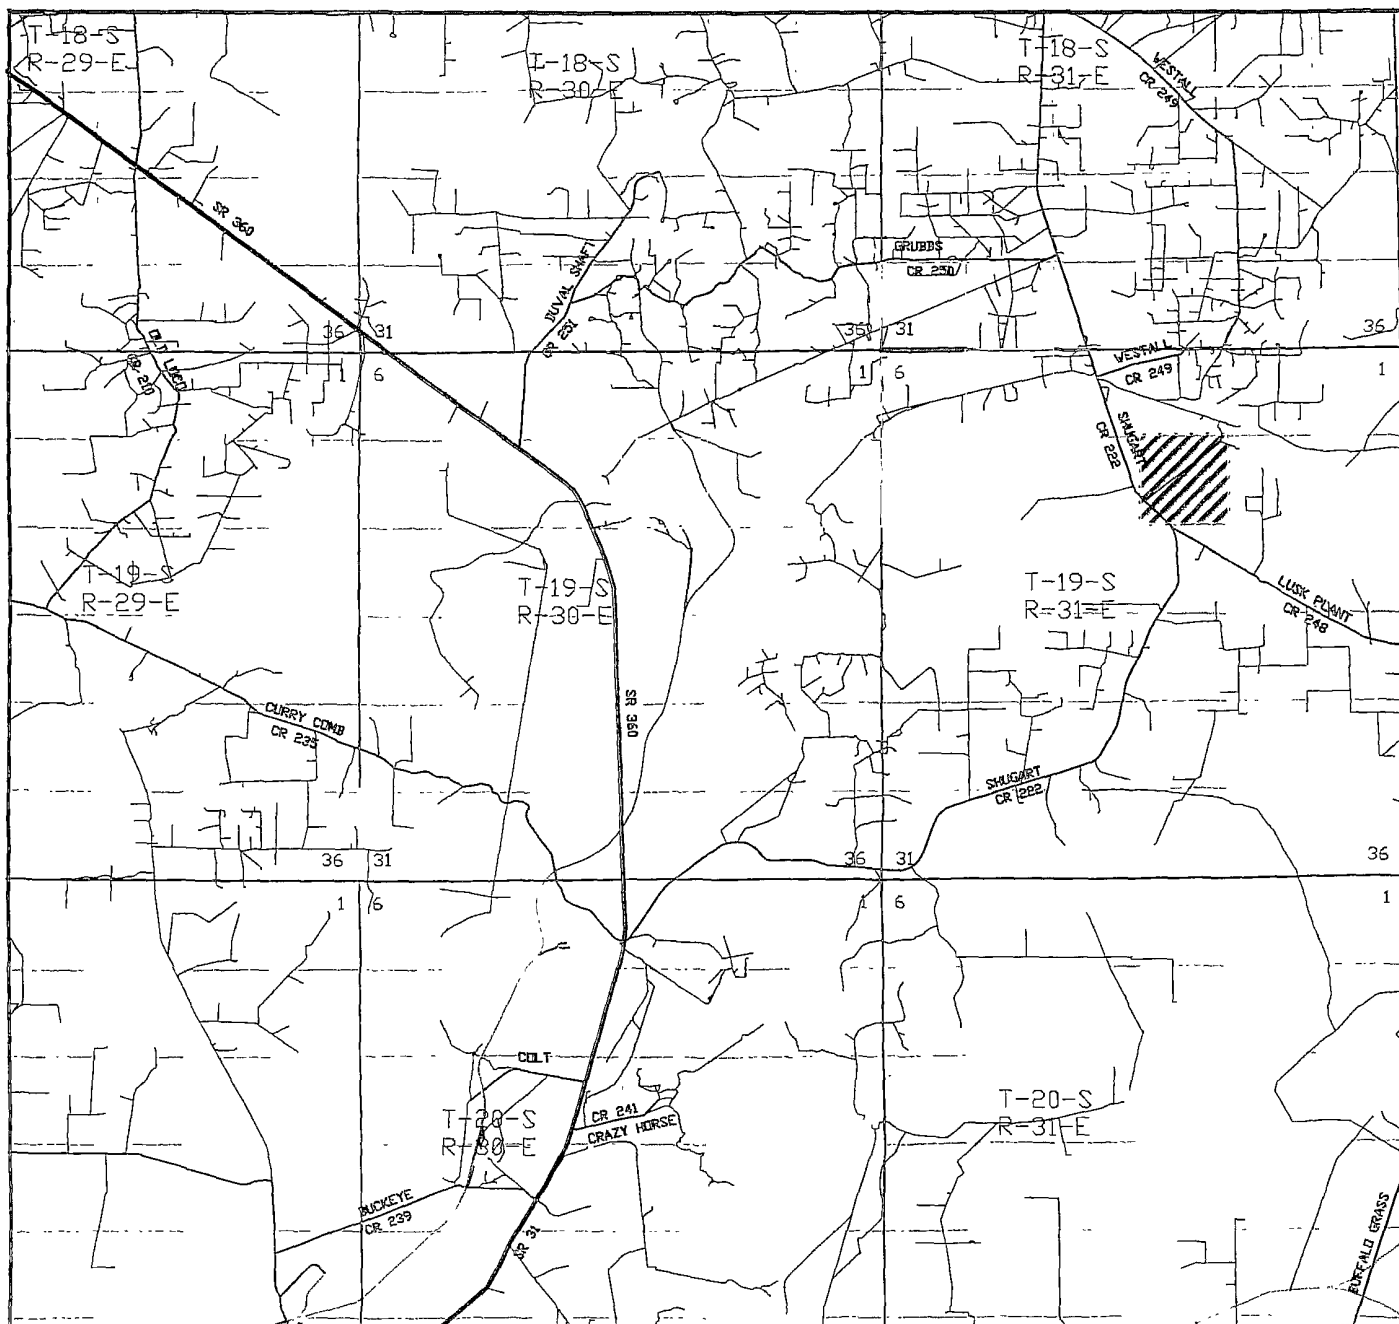 T-18-S
R-29-E
T-18-S
R-30-E
T-18-S
R-31-E
WESTALL
CR 249
SR 360
DUVAL SHAFT
CR 251
GRUBBS
CR 250
36 31
36 31
36
1 6
1 6
1
CR 210
WESTALL
CR 249
SHUGART
CR 222
T-19-S
R-29-E
T-19-S
R-30-E
T-19-S
R-31-E
LUSK PLANT
CR 248
SR 360
CURRY COMB
CR 235
SHUGART
CR 222
36 31
36 31
36
1 6
1 6
1
COLT
CR 241
CRAZY HORSE
T-20-S
R-30-E
T-20-S
R-31-E
BUCKEYE
CR 239
SR 31
BUFFALO GRASS